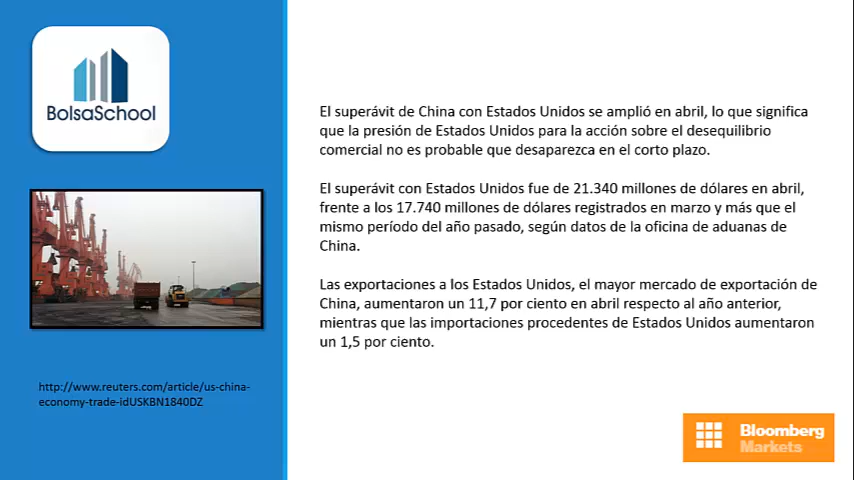 BolsaSchool
El superávit de China con Estados Unidos se amplió en abril, lo que significa
que la presión de Estados Unidos para la acción sobre el desequilibrio
comercial no es probable que desaparezca en el corto plazo.
El superávit con Estados Unidos fue de 21.340 millones de dólares en abril,
frente a los 17.740 millones de dólares registrados en marzo y más que el
mismo período del año pasado, según datos de la oficina de aduanas de
China.
Las exportaciones a los Estados Unidos, el mayor mercado de exportación de
China, aumentaron un 11,7 por ciento en abril respecto al año anterior,
mientras que las importaciones procedentes de Estados Unidos aumentaron
un 1,5 por ciento.
http://www.reuters.com/article/us-china-
economy-trade-idUSKBN1840DZ
Bloomberg
Markets